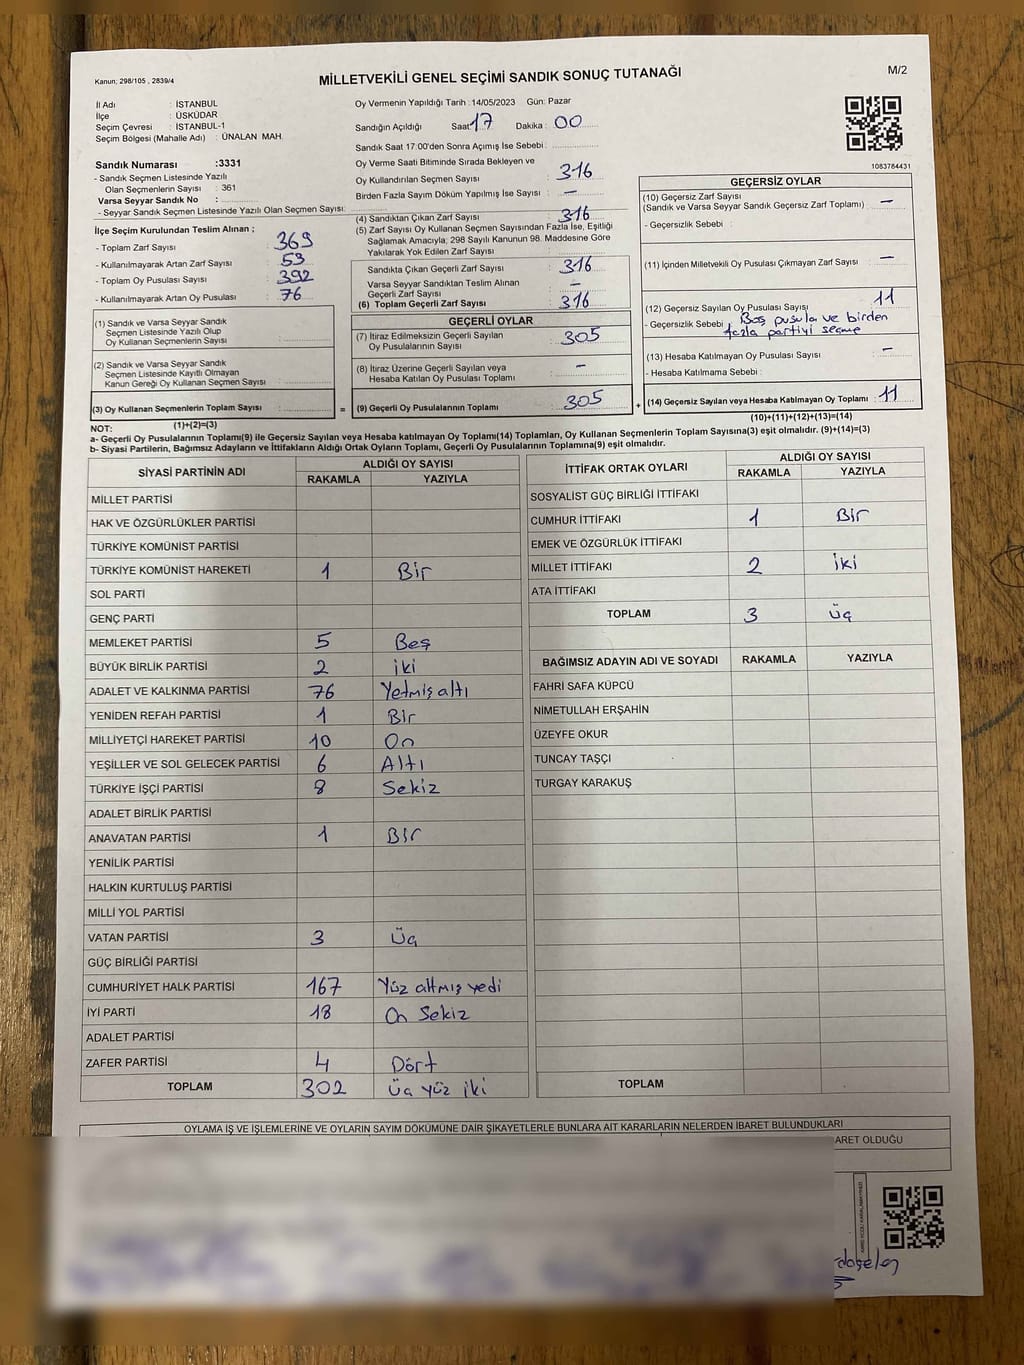 Kanun: 298/105 , 2839/4
MİLLETVEKİLİ GENEL SEÇİMİ SANDIK SONUÇ TUTANAĞI
M/2
İl Adı : İSTANBUL
İlçe : ÜSKÜDAR
Seçim Çevresi : İSTANBUL-1
Seçim Bölgesi (Mahalle Adı) : ÜNALAN MAH.
Sandık Numarası :3331
- Sandık Seçmen Listesinde Yazılı
Olan Seçmenlerin Sayısı : 361
Varsa Seyyar Sandık No :
- Seyyar Sandık Seçmen Listesinde Yazılı Olan Seçmen Sayısı:
İlçe Seçim Kurulundan Teslim Alınan ;
- Toplam Zarf Sayısı : 369
- Kullanılmayarak Artan Zarf Sayısı : 53
- Toplam Oy Pusulası Sayısı : 392
- Kullanılmayarak Artan Oy Pusulası : 76
(1) Sandık ve Varsa Seyyar Sandık
Seçmen Listesinde Yazılı Olup
Oy Kullanan Seçmenlerin Sayısı :
(2) Sandık ve Varsa Seyyar Sandık
Seçmen Listesinde Kayıtlı Olmayan
Kanun Gereği Oy Kullanan Seçmen Sayısı :
(3) Oy Kullanan Seçmenlerin Toplam Sayısı : =
(1)+(2)=(3)
Oy Vermenin Yapıldığı Tarih :14/05/2023 Gün: Pazar
Sandığın Açıldığı Saat:17 Dakika : 00
Sandık Saat 17:00'den Sonra Açımış İse Sebebi :
Oy Verme Saati Bitiminde Sırada Bekleyen ve
Oy Kullandırılan Seçmen Sayısı : 316
Birden Fazla Sayım Döküm Yapılmış İse Sayısı : –
(4) Sandıktan Çıkan Zarf Sayısı : 316
(5) Zarf Sayısı Oy Kullanan Seçmen Sayısından Fazla İse, Eşitliği
Sağlamak Amacıyla; 298 Sayılı Kanunun 98. Maddesine Göre
Yakılarak Yok Edilen Zarf Sayısı :
Sandıkta Çıkan Geçerli Zarf Sayısı : 316
Varsa Seyyar Sandıktan Teslim Alınan
Geçerli Zarf Sayısı : –
(6) Toplam Geçerli Zarf Sayısı : 316
GEÇERLİ OYLAR
(7) İtiraz Edilmeksizin Geçerli Sayılan
Oy Pusulalarının Sayısı : 305
(8) İtiraz Üzerine Geçerli Sayılan veya
Hesaba Katılan Oy Pusulası Toplamı : –
(9) Geçerli Oy Pusulalarının Toplamı : 305 +
1083784431
GEÇERSİZ OYLAR
(10) Geçersiz Zarf Sayısı
(Sandık ve Varsa Seyyar Sandık Geçersiz Zarf Toplamı) : –
- Geçersizlik Sebebi :
(11) İçinden Milletvekili Oy Pusulası Çıkmayan Zarf Sayısı : –
(12) Geçersiz Sayılan Oy Pusulası Sayısı : 11
- Geçersizlik Sebebi : Boş pusula ve birden
fazla partiyi seçme
(13) Hesaba Katılmayan Oy Pusulası Sayısı : –
- Hesaba Katılmama Sebebi :
(14) Geçersiz Sayılan veya Hesaba Katılmayan Oy Toplamı : 11
(10)+(11)+(12)+(13)=(14)
NOT:
a- Geçerli Oy Pusulalarının Toplamı(9) ile Geçersiz Sayılan veya Hesaba katılmayan Oy Toplamı(14) Toplamları, Oy Kullanan Seçmenlerin Toplam Sayısına(3) eşit olmalıdır. (9)+(14)=(3)
b- Siyasi Partilerin, Bağımsız Adayların ve İttifakların Aldığı Ortak Oyların Toplamı, Geçerli Oy Pusulalarının Toplamına(9) eşit olmalıdır.
SİYASİ PARTİNİN ADI ALDIĞI OY SAYISI
RAKAMLA YAZIYLA
MİLLET PARTİSİ
HAK VE ÖZGÜRLÜKLER PARTİSİ
TÜRKİYE KOMÜNİST PARTİSİ
TÜRKİYE KOMÜNİST HAREKETİ 1 Bir
SOL PARTİ
GENÇ PARTİ
MEMLEKET PARTİSİ 5 Beş
BÜYÜK BİRLİK PARTİSİ 2 iki
ADALET VE KALKINMA PARTİSİ 76 Yetmiş altı
YENİDEN REFAH PARTİSİ 1 Bir
MİLLİYETÇİ HAREKET PARTİSİ 10 On
YEŞİLLER VE SOL GELECEK PARTİSİ 6 Altı
TÜRKİYE İŞÇİ PARTİSİ 8 Sekiz
ADALET BİRLİK PARTİSİ
ANAVATAN PARTİSİ 1 Bir
YENİLİK PARTİSİ
HALKIN KURTULUŞ PARTİSİ
MİLLİ YOL PARTİSİ
VATAN PARTİSİ 3 Üç
GÜÇ BİRLİĞİ PARTİSİ
CUMHURİYET HALK PARTİSİ 167 Yüz altmış yedi
İYİ PARTİ 18 On Sekiz
ADALET PARTİSİ
ZAFER PARTİSİ 4 Dört
TOPLAM 302 Üç yüz iki
İTTİFAK ORTAK OYLARI ALDIĞI OY SAYISI
RAKAMLA YAZIYLA
SOSYALİST GÜÇ BİRLİĞİ İTTİFAKI
CUMHUR İTTİFAKI 1 Bir
EMEK VE ÖZGÜRLÜK İTTİFAKI
MİLLET İTTİFAKI 2 iki
ATA İTTİFAKI
TOPLAM 3 Üç
BAĞIMSIZ ADAYIN ADI VE SOYADI RAKAMLA YAZIYLA
FAHRİ SAFA KÜPCÜ
NİMETULLAH ERŞAHİN
ÜZEYFE OKUR
TUNCAY TAŞÇI
TURGAY KARAKUŞ
TOPLAM
OYLAMA İŞ VE İŞLEMLERİNE VE OYLARIN SAYIM DÖKÜMÜNE DAİR ŞİKAYETLERLE BUNLARA AİT KARARLARIN NELERDEN İBARET BULUNDUKLARI
ARET OLDUĞU